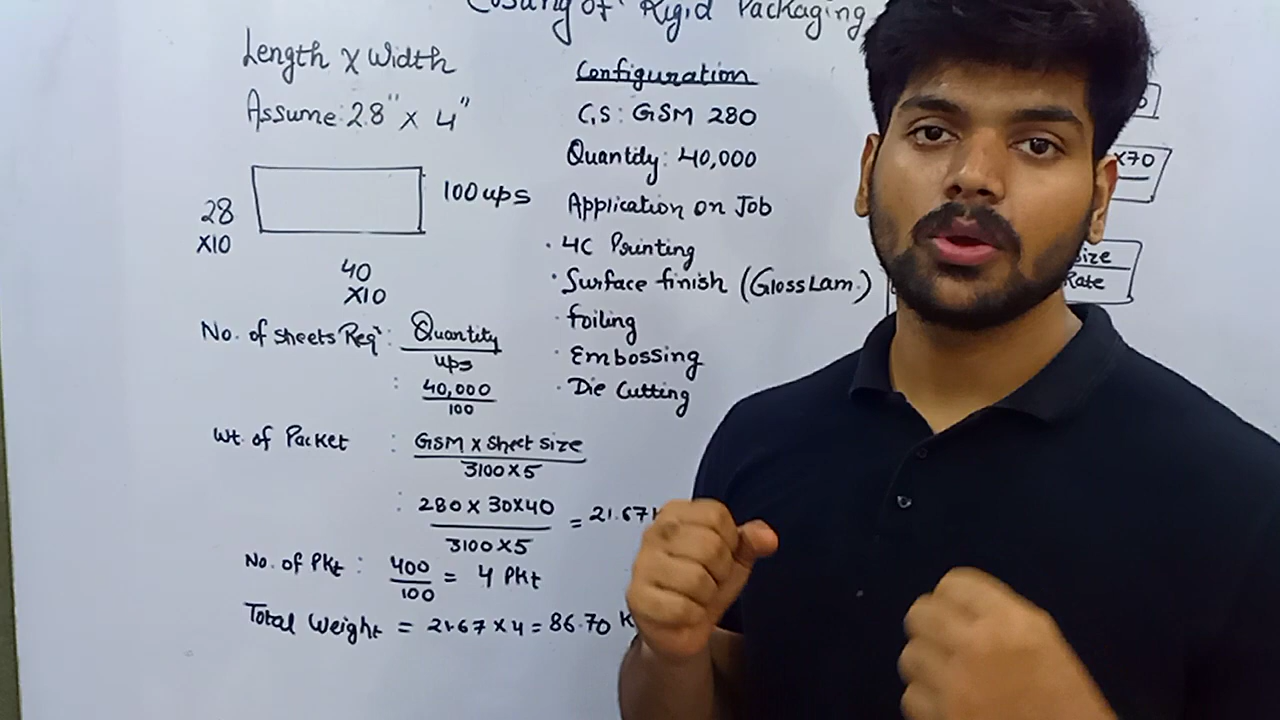 Costing of Rigid Packaging
Length X Width
Assume: 2.8" x 4"
100 ups
28
X10
40
X10
No. of sheets Req: Quantity
ups
: 40,000
100
Wt. of Packet : GSM x Sheet size
3100 X 5
: 280 x 30x40 = 21.67
3100 X 5
No. of Pkt : 400 = 4 Pkt
100
Total Weight = 21.67 x 4 = 86.70 K
Configuration
GSM 280
Quantity: 40,000
Application on Job
· 4C Printing
· Surface finish (Gloss Lam.)
· Foiling
· Embossing
· Die Cutting
x70
size
Rate